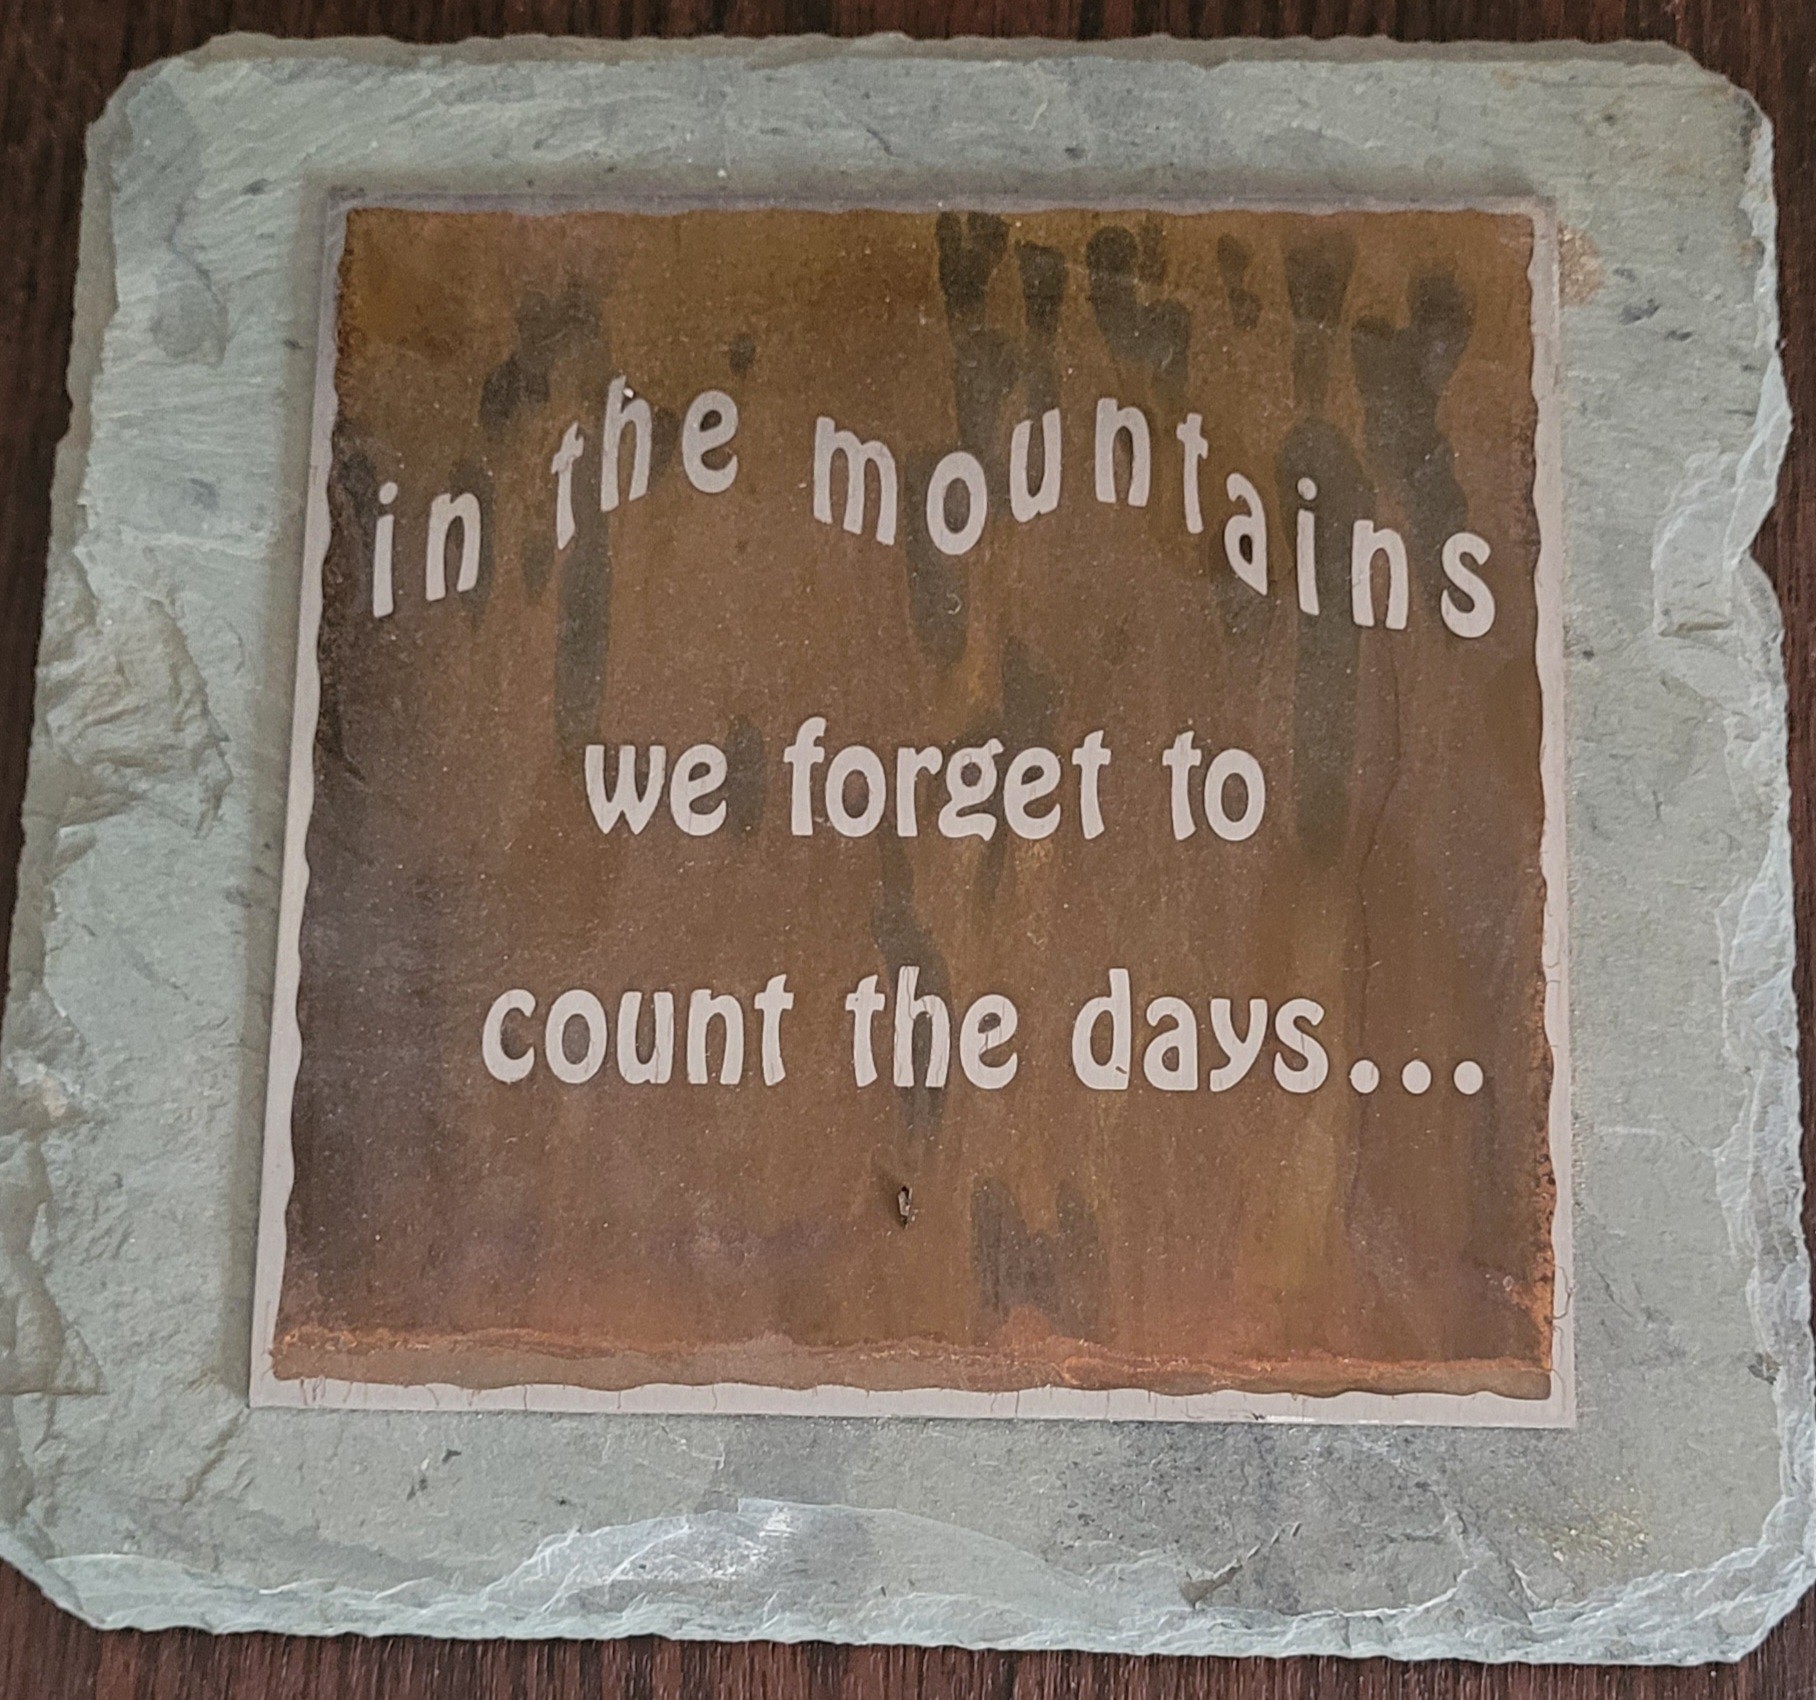 in the mountains
we forget to
count the days...